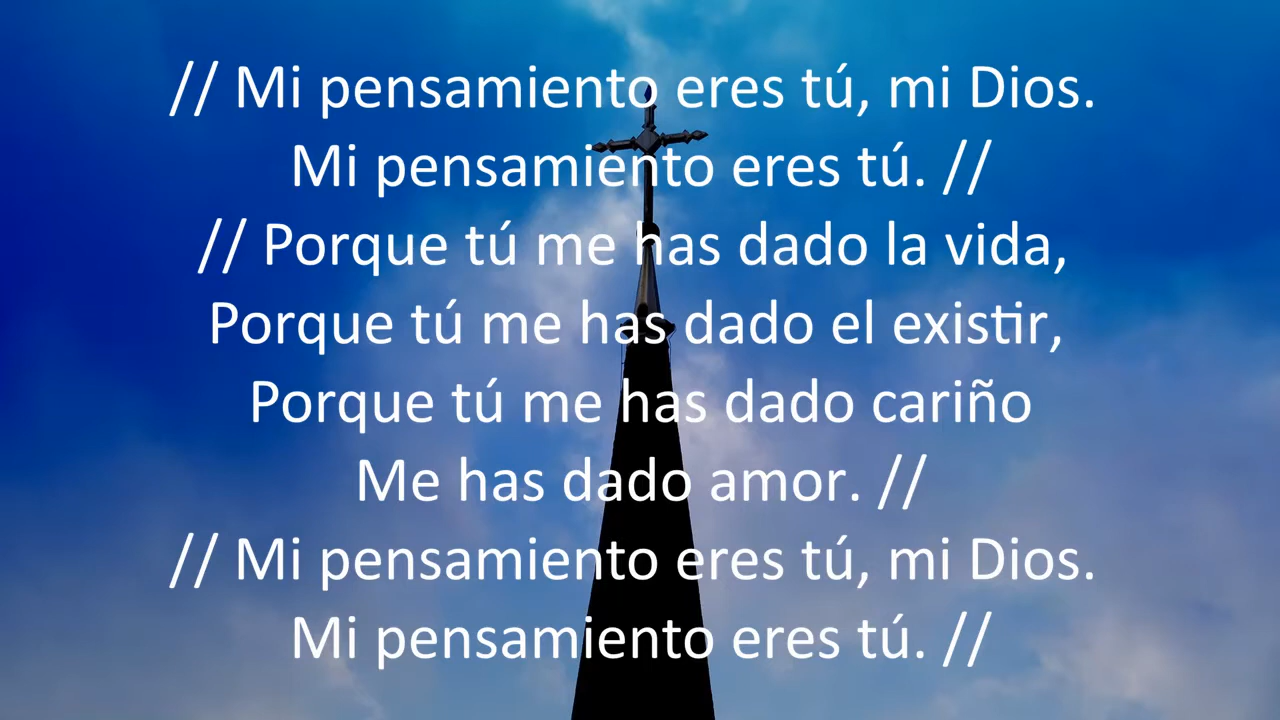 // Mi pensamiento eres tú, mi Dios.
Mi pensamiento eres tú. //
// Porque tú me has dado la vida,
Porque tú me has dado el existir,
Porque tú me has dado cariño
Me has dado amor. //
// Mi pensamiento eres tú, mi Dios.
Mi pensamiento eres tú. //